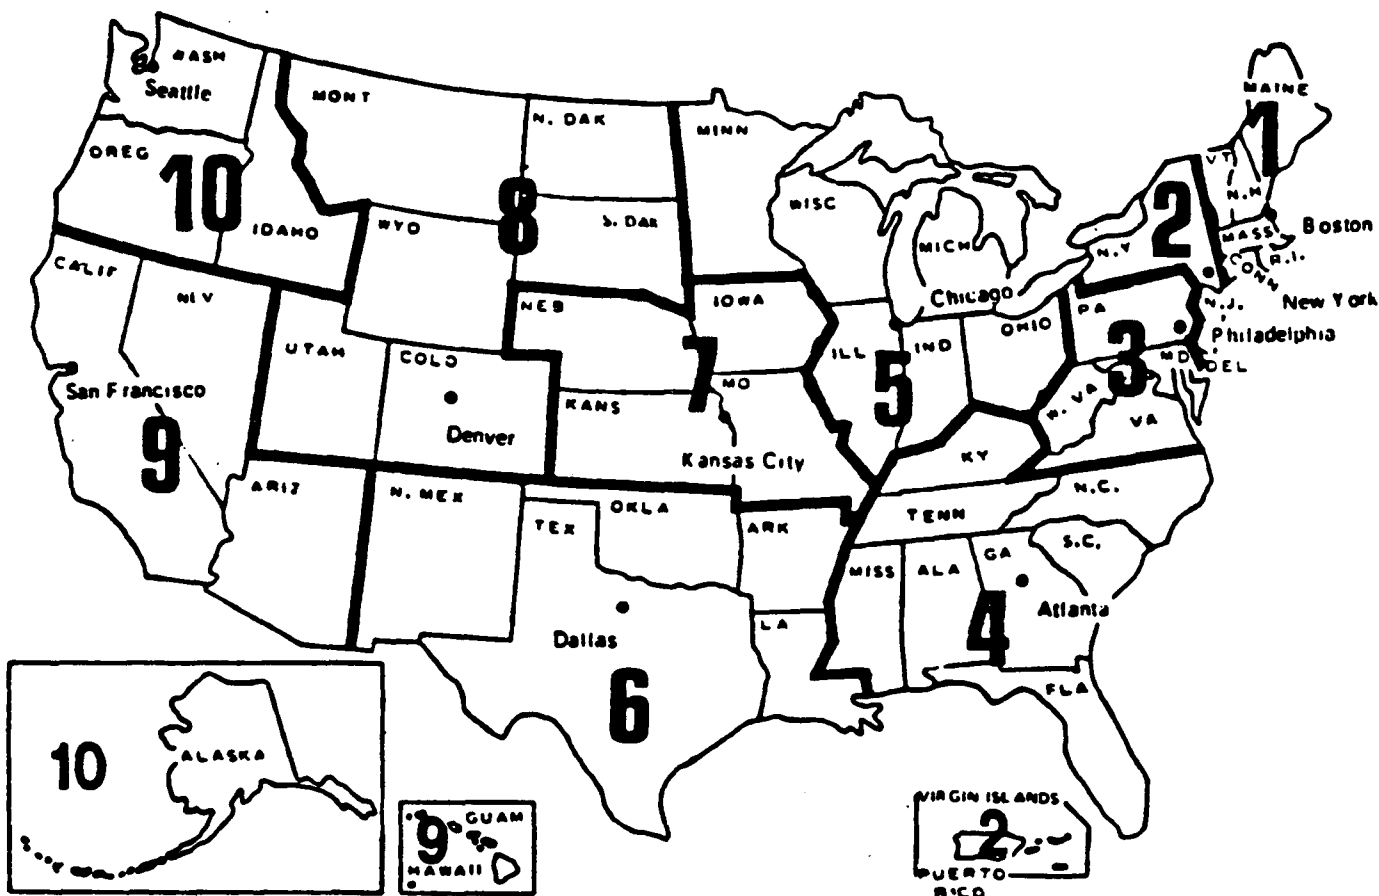 WASH
Seattle
MONT
N. DAK
MINN
MAINE
1
OREG
10
IDAHO
WYD
8
S. DAK
WISC
MICH
VT
N.H
2
N.Y
MASS
Boston
R.I.
CONN
New York
CALIF
NEV
NEB
IOWA
Chicago
OHIO
PA
N.J.
Philadelphia
3
MD
DEL
UTAH
COLO
7
ILL
IND
5
MO
San Francisco
KANS
W. VA
VA
9
Denver
Kansas City
KY
ARIZ
N. MEX
OKLA
TEX
ARK
TENN
N.C.
MISS
ALA
GA
S.C.
Dallas
LA
4
Atlanta
6
FLA
10
ALASKA
GUAM
9
HAWAII
VIRGIN ISLANDS
2
PUERTO
RICO